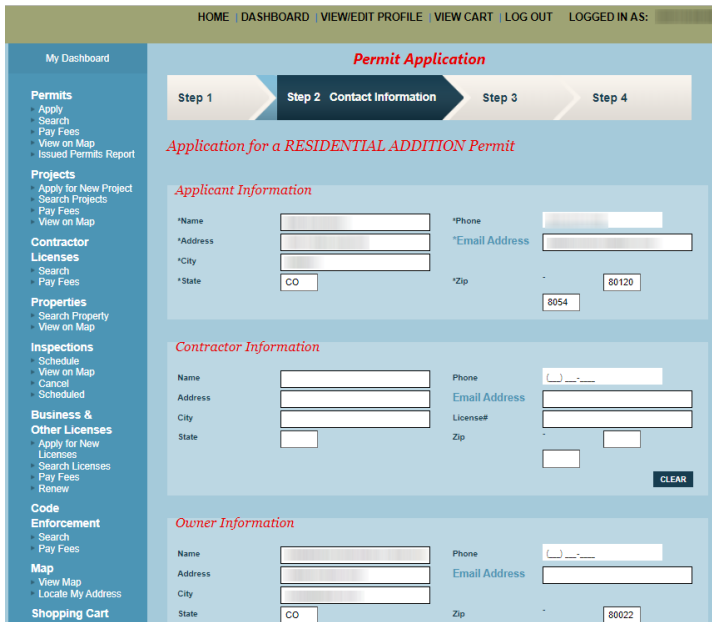 HOME | DASHBOARD | VIEW/EDIT PROFILE | VIEW CART | LOG OUT LOGGED IN AS:
My Dashboard
Permits
Apply
Search
Pay Fees
View on Map
Issued Permits Report
Projects
Apply for New Project
Search Projects
Pay Fees
View on Map
Contractor
Licenses
Search
Pay Fees
Properties
Search Property
View on Map
Inspections
Schedule
View on Map
Cancel
Scheduled
Business &
Other Licenses
Apply for New
Licenses
Search Licenses
Pay Fees
Renew
Code
Enforcement
Search
Pay Fees
Map
View Map
Locate My Address
Shopping Cart
Permit Application
Step 1 Step 2 Contact Information Step 3 Step 4
Application for a RESIDENTIAL ADDITION Permit
Applicant Information
*Name *Phone
*Address *Email Address
*City
*State CO *Zip - 80120
8054
Contractor Information
Name Phone (__) __-____
Address Email Address
City License#
State Zip -
CLEAR
Owner Information
Name Phone (__) __-____
Address Email Address
City
State CO Zip - 80022